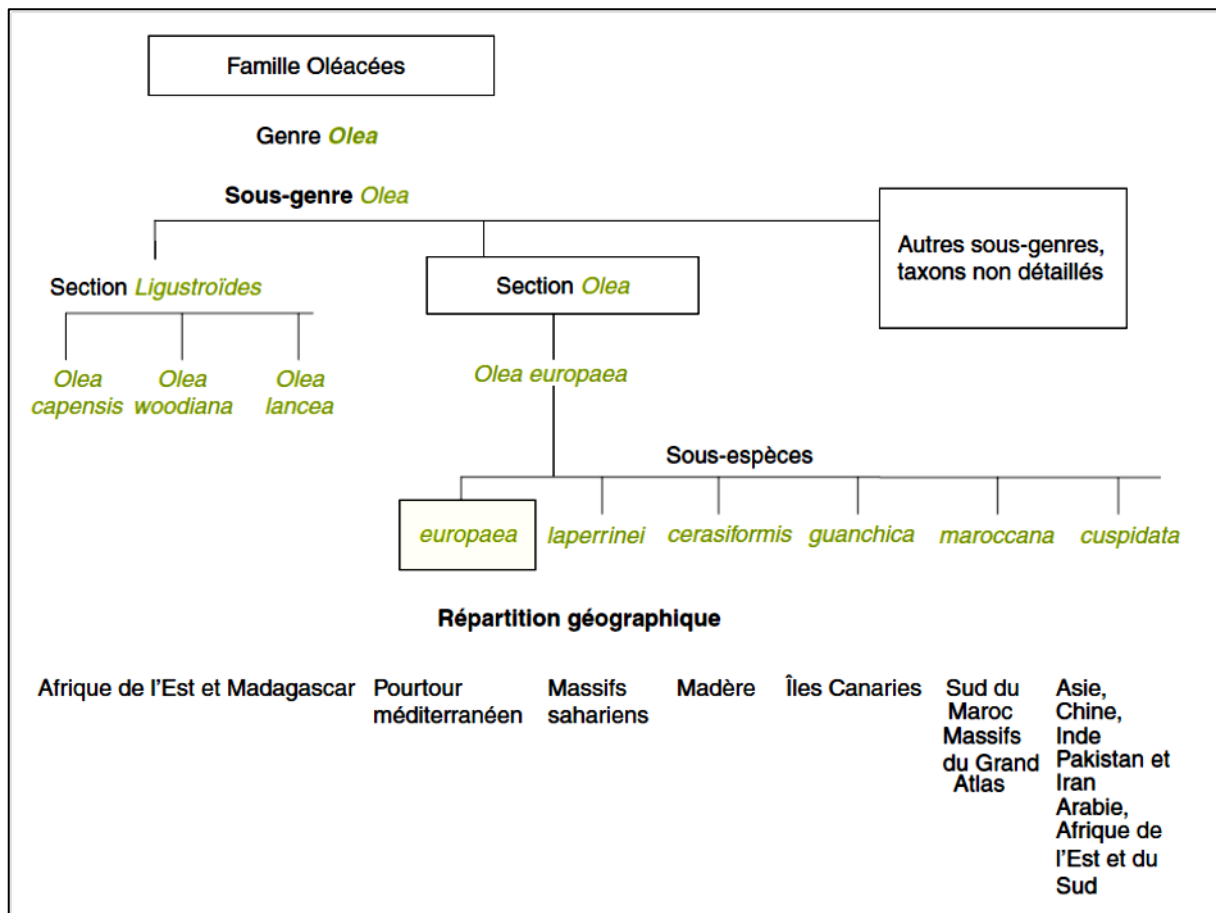 Famille Oléacées
Genre Olea
Sous-genre Olea
Autres sous-genres,
taxons non détaillés
Section Ligustroïdes
Section Olea
Olea
capensis
Olea
woodiana
Olea
lancea
Olea europaea
Sous-espèces
europaea
laperrinei
cerasiformis
guanchica
maroccana
cuspidata
Répartition géographique
Afrique de l'Est et Madagascar
Pourtour
méditerranéen
Massifs
sahariens
Madère
Îles Canaries
Sud du
Maroc
Massifs
du Grand
Atlas
Asie,
Chine,
Inde
Pakistan et
Iran
Arabie,
Afrique de
l'Est et du
Sud